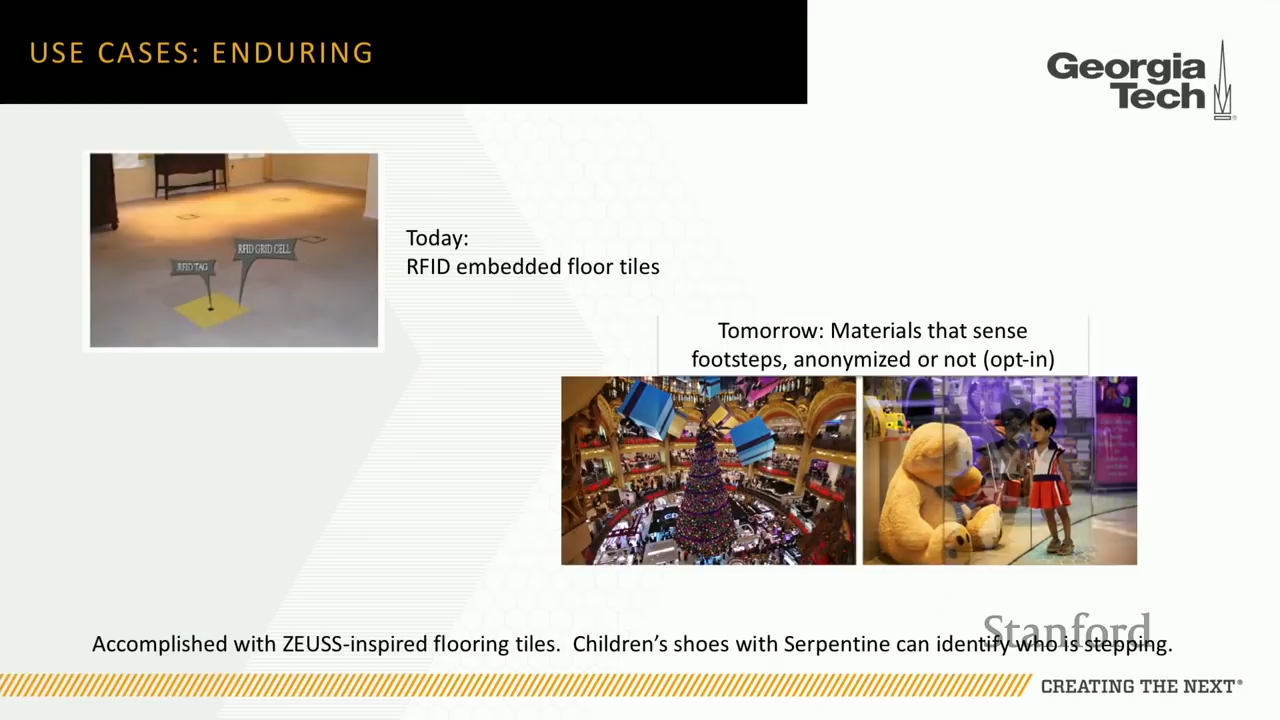 USE CASES: ENDURING
Georgia
Tech
RFID GRID CELL
RFID TAG
Today:
RFID embedded floor tiles
Tomorrow: Materials that sense
footsteps, anonymized or not (opt-in)
Stanford
Accomplished with ZEUSS-inspired flooring tiles.  Children’s shoes with Serpentine can identify who is stepping.
CREATING THE NEXT®